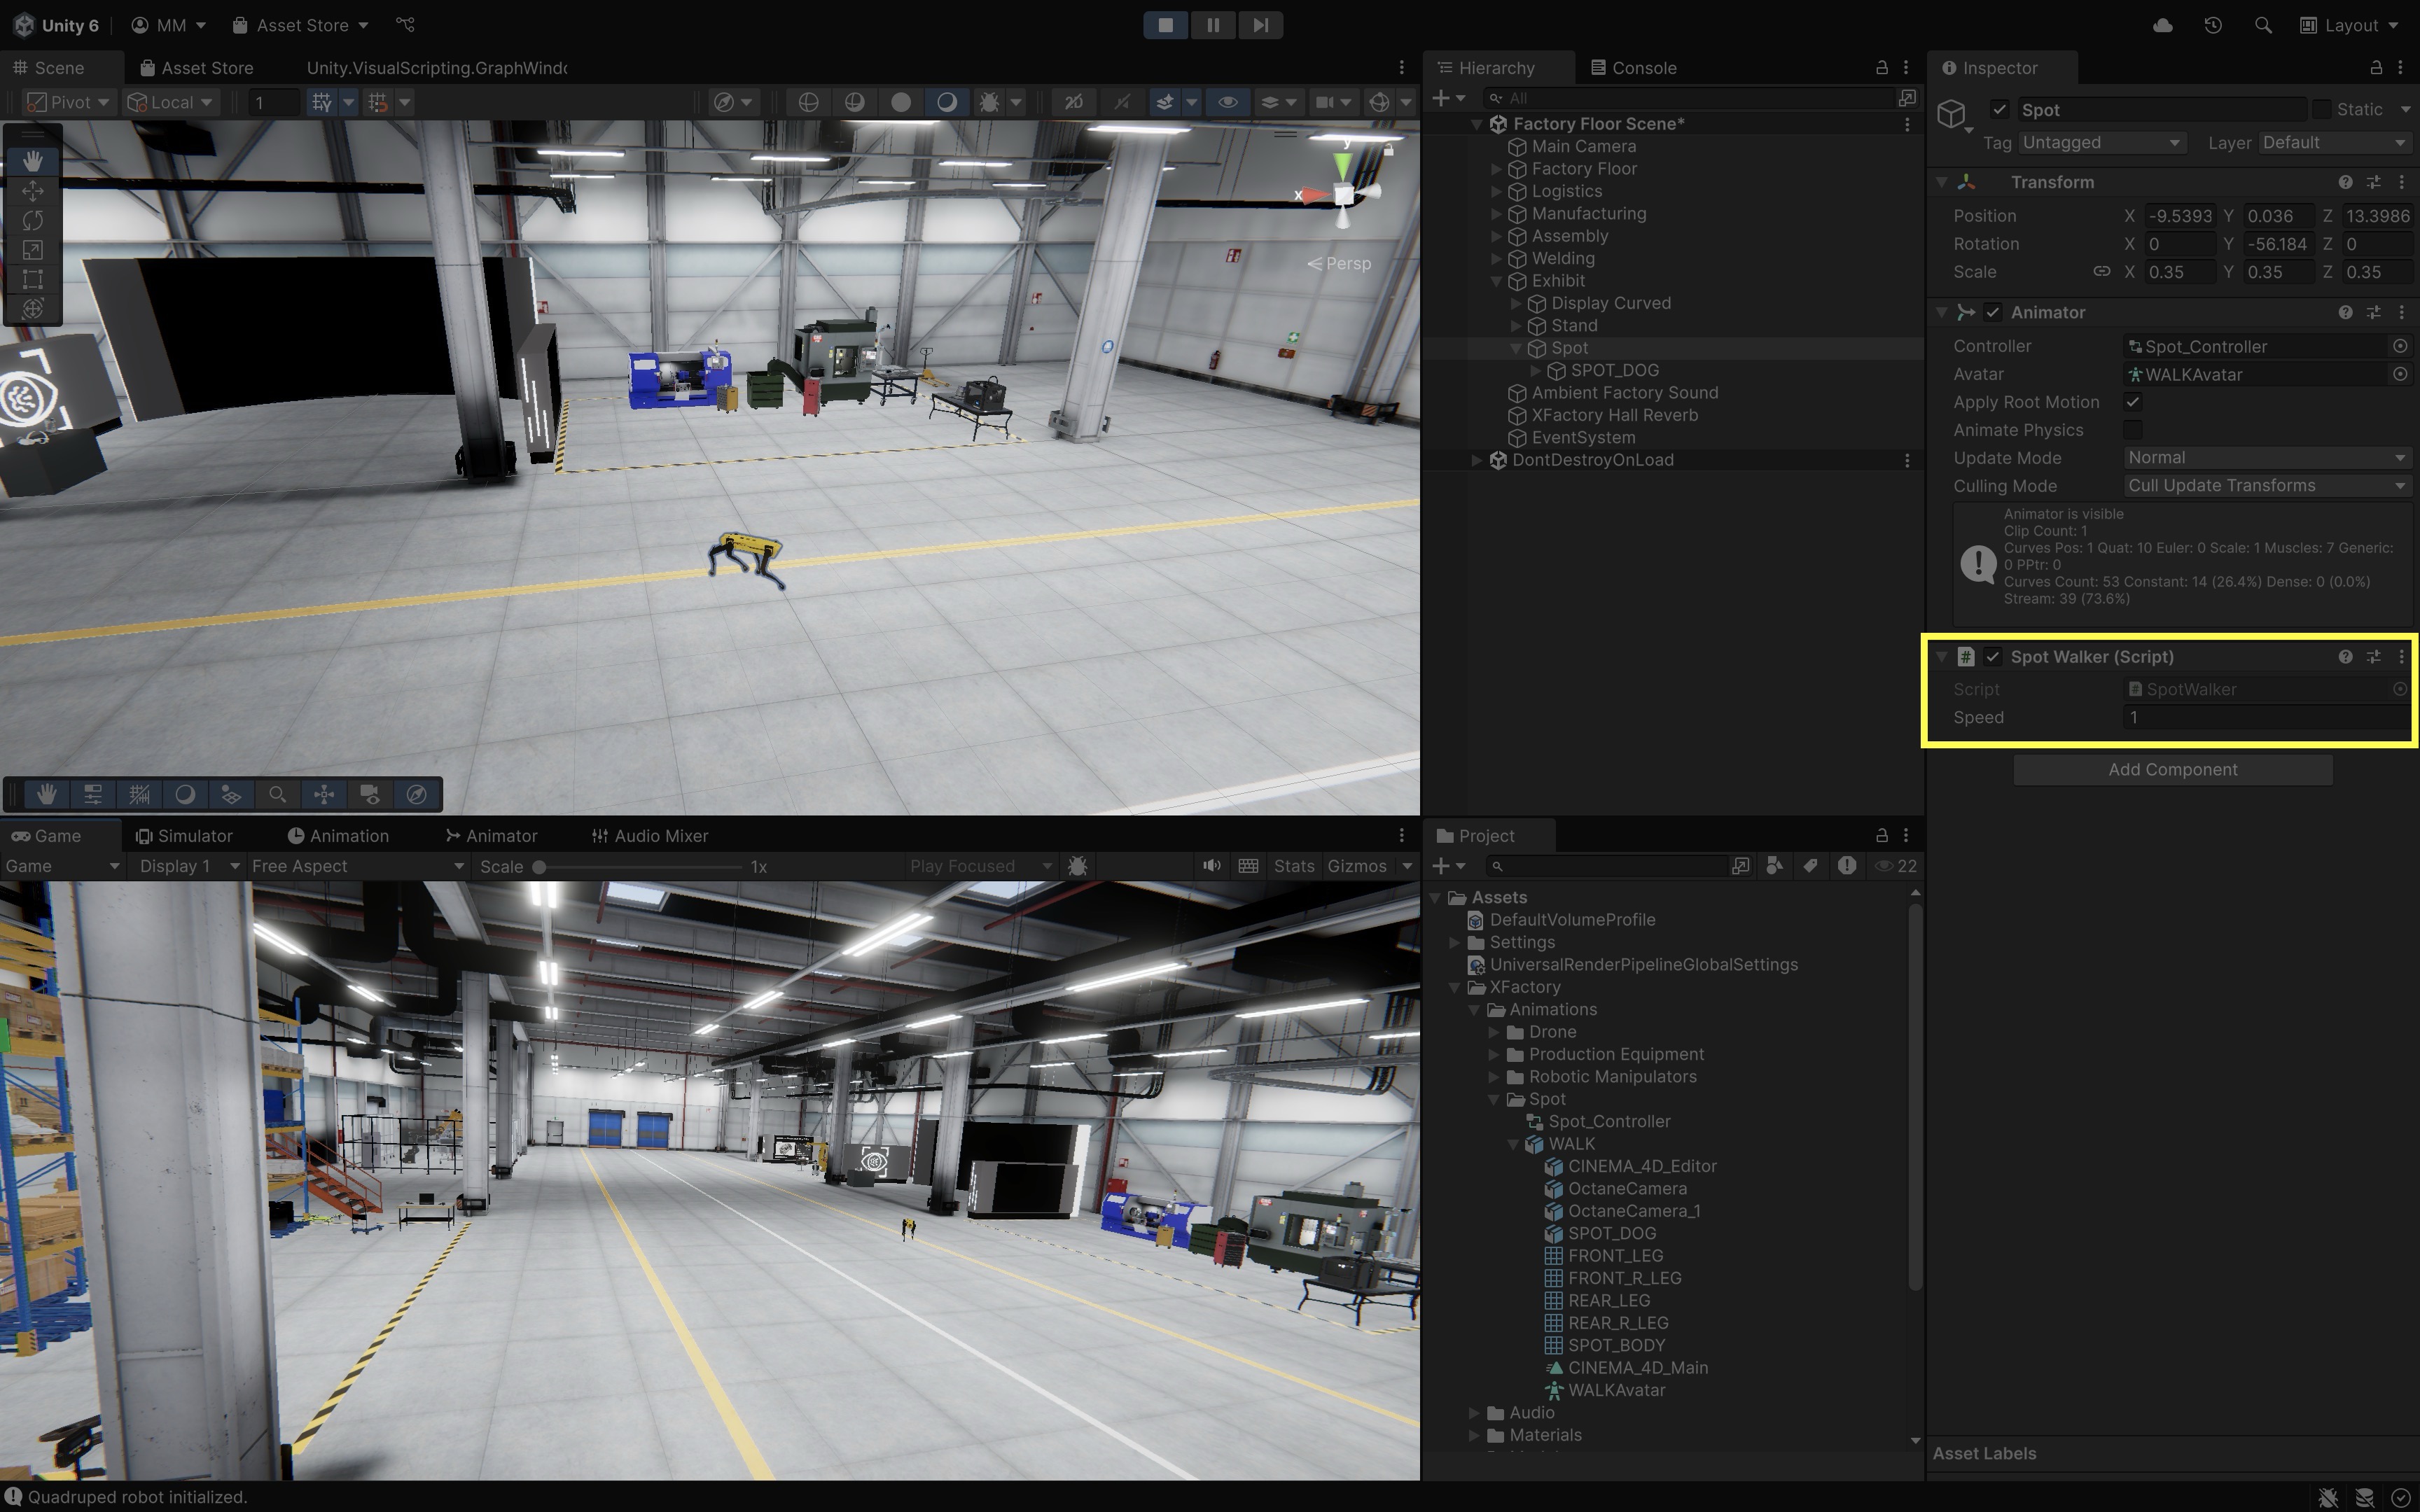 Unity 6
MM
Asset Store
Layout
Scene
Asset Store
Unity.VisualScripting.GraphWindo
Pivot
Local
1
2D
y
x
Persp
Hierarchy
Console
All
Factory Floor Scene*
Main Camera
Factory Floor
Logistics
Manufacturing
Assembly
Welding
Exhibit
Display Curved
Stand
Spot
SPOT_DOG
Ambient Factory Sound
XFactory Hall Reverb
EventSystem
DontDestroyOnLoad
Inspector
Spot
Static
Tag Untagged Layer Default
Transform
Position X -9.5393 Y 0.036 Z 13.3986
Rotation X 0 Y -56.184 Z 0
Scale X 0.35 Y 0.35 Z 0.35
Animator
Controller Spot_Controller
Avatar WALKAvatar
Apply Root Motion
Animate Physics
Update Mode Normal
Culling Mode Cull Update Transforms
Animator is visible
Clip Count: 1
Curves Pos: 1 Quat: 10 Euler: 0 Scale: 1 Muscles: 7 Generic:
0 PPtr: 0
Curves Count: 53 Constant: 14 (26.4%) Dense: 0 (0.0%)
Stream: 39 (73.6%)
Spot Walker (Script)
Script SpotWalker
Speed 1
Add Component
Game
Simulator
Animation
Animator
Audio Mixer
Game
Display 1
Free Aspect
Scale
1x
Play Focused
Stats
Gizmos
Project
22
Assets
DefaultVolumeProfile
Settings
UniversalRenderPipelineGlobalSettings
XFactory
Animations
Drone
Production Equipment
Robotic Manipulators
Spot
Spot_Controller
WALK
CINEMA_4D_Editor
OctaneCamera
OctaneCamera_1
SPOT_DOG
FRONT_LEG
FRONT_R_LEG
REAR_LEG
REAR_R_LEG
SPOT_BODY
CINEMA_4D_Main
WALKAvatar
Audio
Materials
Asset Labels
Quadruped robot initialized.